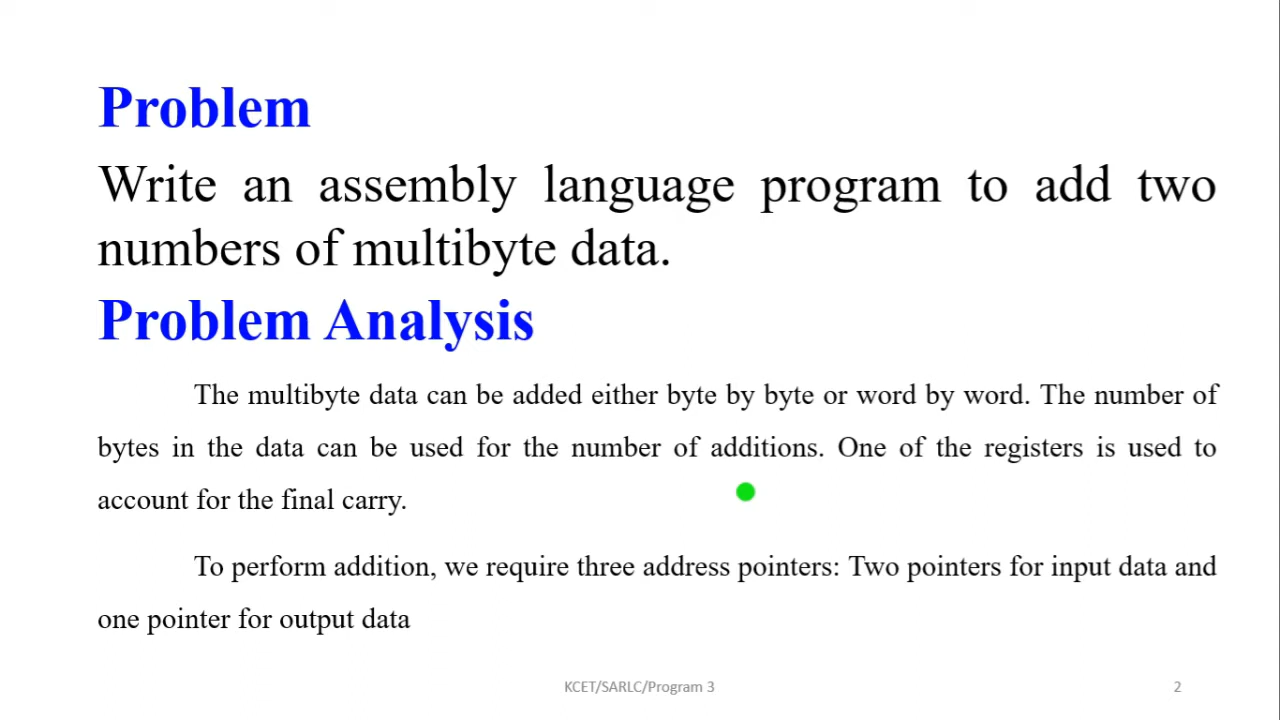 Problem
Write an assembly language program to add two
numbers of multibyte data.
Problem Analysis
The multibyte data can be added either byte by byte or word by word. The number of
bytes in the data can be used for the number of additions. One of the registers is used to
account for the final carry.
To perform addition, we require three address pointers: Two pointers for input data and
one pointer for output data
KCET/SARLC/Program 3
2